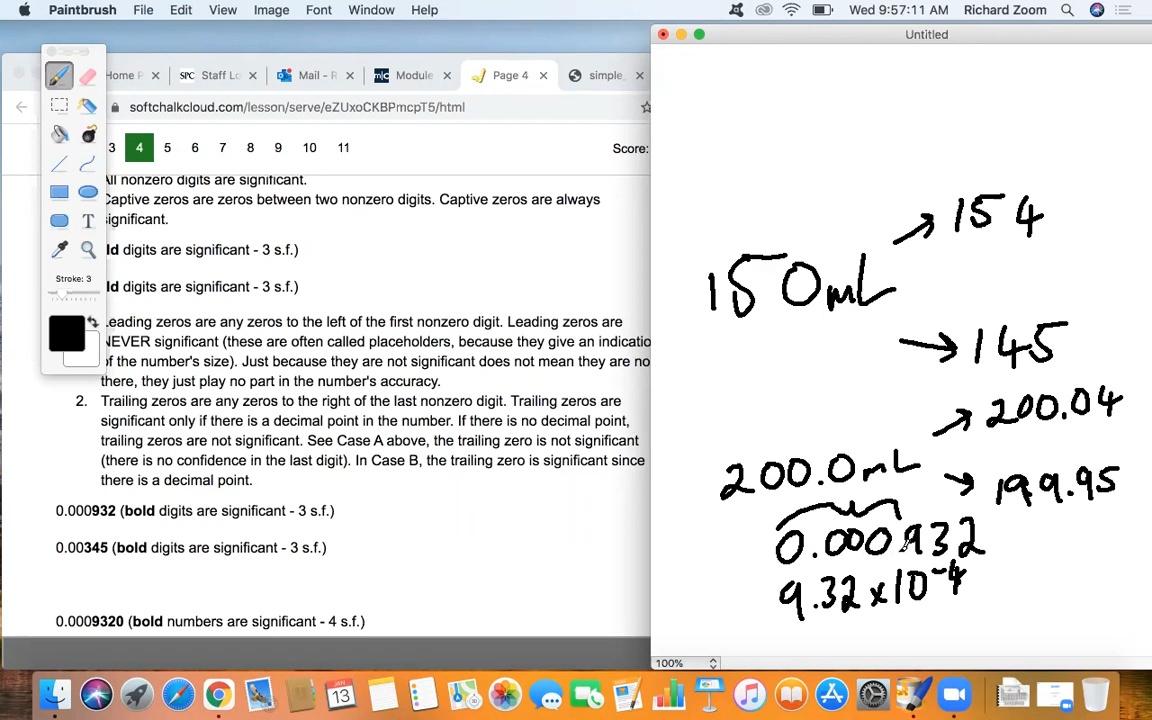 Paintbrush File Edit View Image Font Window Help Wed 9:57:11 AM Richard Zoom
Untitled
Home P SPC Staff Lo Mail - R m|c Module Page 4 simple_
softchalkcloud.com/lesson/serve/eZUxoCKBPmcpT5/html
3 4 5 6 7 8 9 10 11 Score:
All nonzero digits are significant.
Captive zeros are zeros between two nonzero digits. Captive zeros are always
significant.
ld digits are significant - 3 s.f.)
ld digits are significant - 3 s.f.)
Leading zeros are any zeros to the left of the first nonzero digit. Leading zeros are
NEVER significant (these are often called placeholders, because they give an indicatio
of the number's size). Just because they are not significant does not mean they are no
there, they just play no part in the number's accuracy.
2. Trailing zeros are any zeros to the right of the last nonzero digit. Trailing zeros are
significant only if there is a decimal point in the number. If there is no decimal point,
trailing zeros are not significant. See Case A above, the trailing zero is not significant
(there is no confidence in the last digit). In Case B, the trailing zero is significant since
there is a decimal point.
0.000932 (bold digits are significant - 3 s.f.)
0.00345 (bold digits are significant - 3 s.f.)
0.0009320 (bold numbers are significant - 4 s.f.)
T
Stroke: 3
154
150mL
145
200.04
200.0mL
199.95
0.000932
9.32x10-4
100%
JAN
13